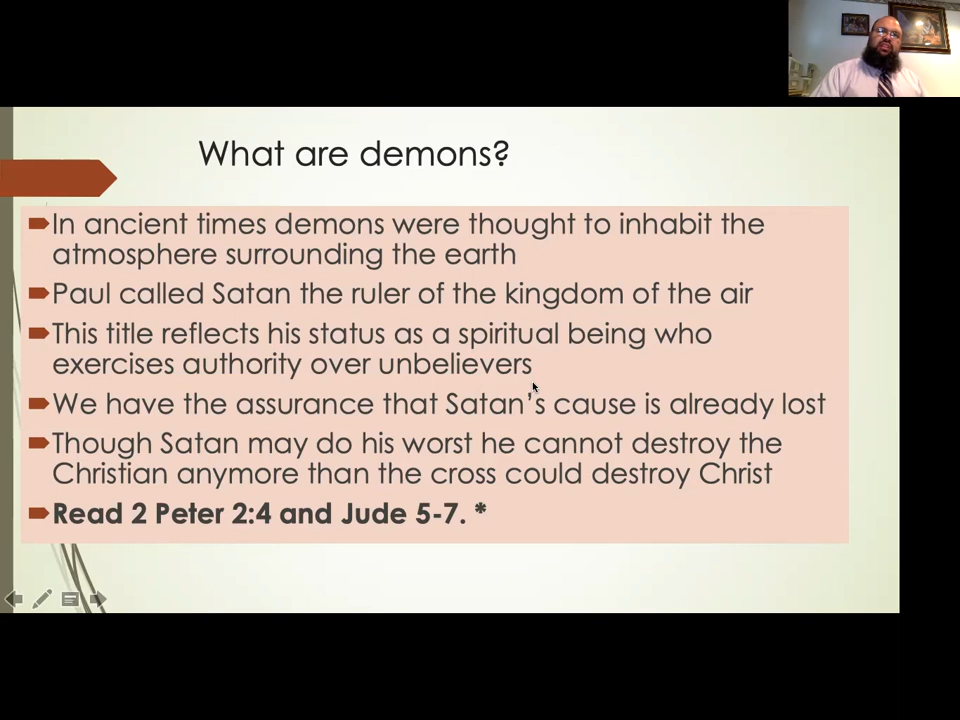 What are demons?
In ancient times demons were thought to inhabit the
atmosphere surrounding the earth
Paul called Satan the ruler of the kingdom of the air
This title reflects his status as a spiritual being who
exercises authority over unbelievers
We have the assurance that Satan's cause is already lost
Though Satan may do his worst he cannot destroy the
Christian anymore than the cross could destroy Christ
Read 2 Peter 2:4 and Jude 5-7. *